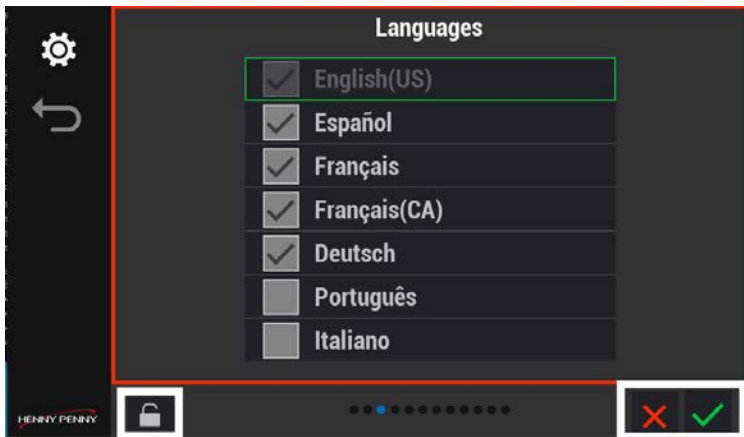 Languages
English(US)
Español
Français
Français(CA)
Deutsch
Português
Italiano
HENNY PENNY